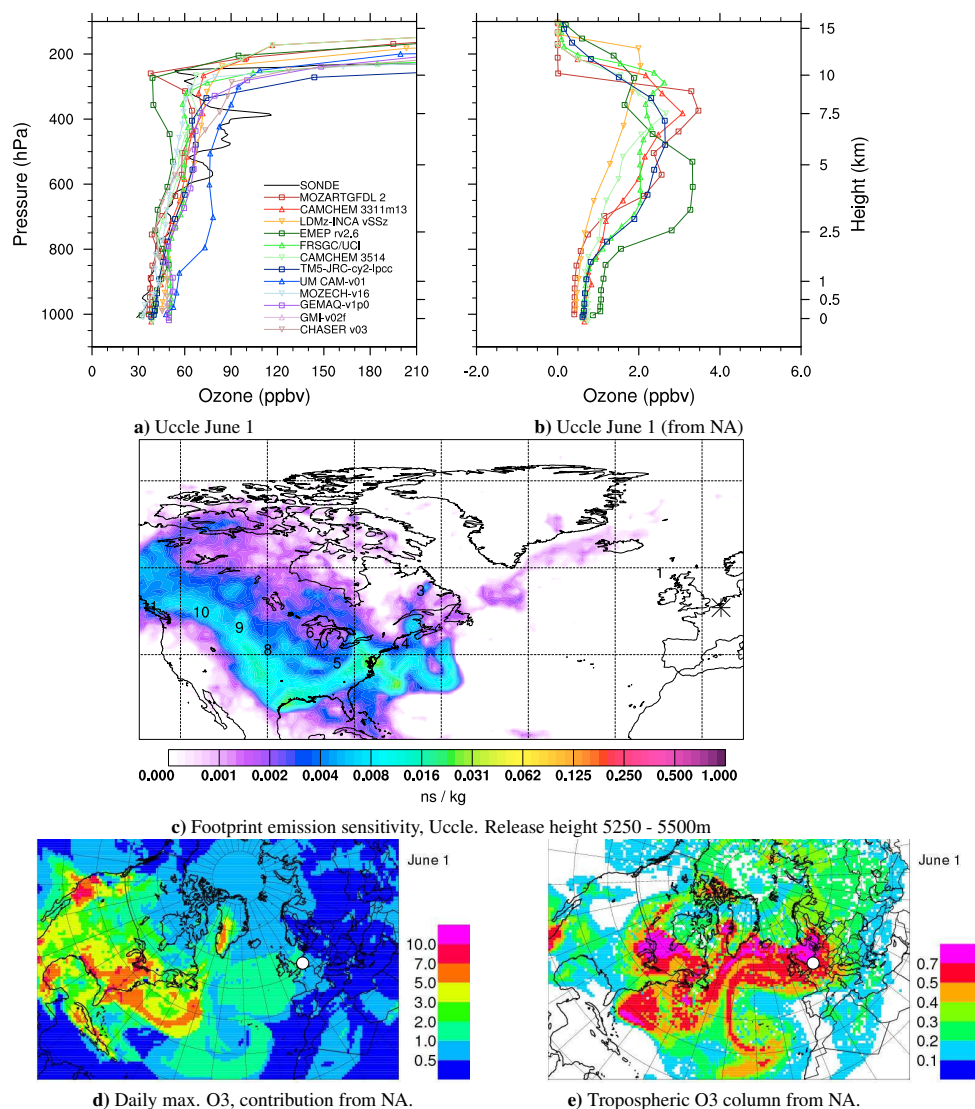 200
400
600
800
1000
Pressure (hPa)
0 30 60 90 120 150 180 210
Ozone (ppbv)
SONDE
MOZARTGFDL 2
CAMCHEM 3311m13
LDMz-INCA vSSz
EMEP rv2.6
FRSGC/UCI
CAMCHEM 3514
TM5-JRC-cy2-Ipcc
UM CAM-v01
MOZECH-v16
GEMAQ-v1p0
GMI-v02f
CHASER v03
15
10
7.5
5
2.5
1
0.5
0
Height (km)
-2.0 0.0 2.0 4.0 6.0
Ozone (ppbv)
a) Uccle June 1
b) Uccle June 1 (from NA)
1
3
4
5
6
8
9
10
0.000 0.001 0.002 0.004 0.008 0.016 0.031 0.062 0.125 0.250 0.500 1.000
ns / kg
c) Footprint emission sensitivity, Uccle. Release height 5250 - 5500m
June 1
10.0
7.0
5.0
3.0
2.0
1.0
0.5
June 1
0.7
0.5
0.4
0.3
0.2
0.1
d) Daily max. O3, contribution from NA.
e) Tropospheric O3 column from NA.